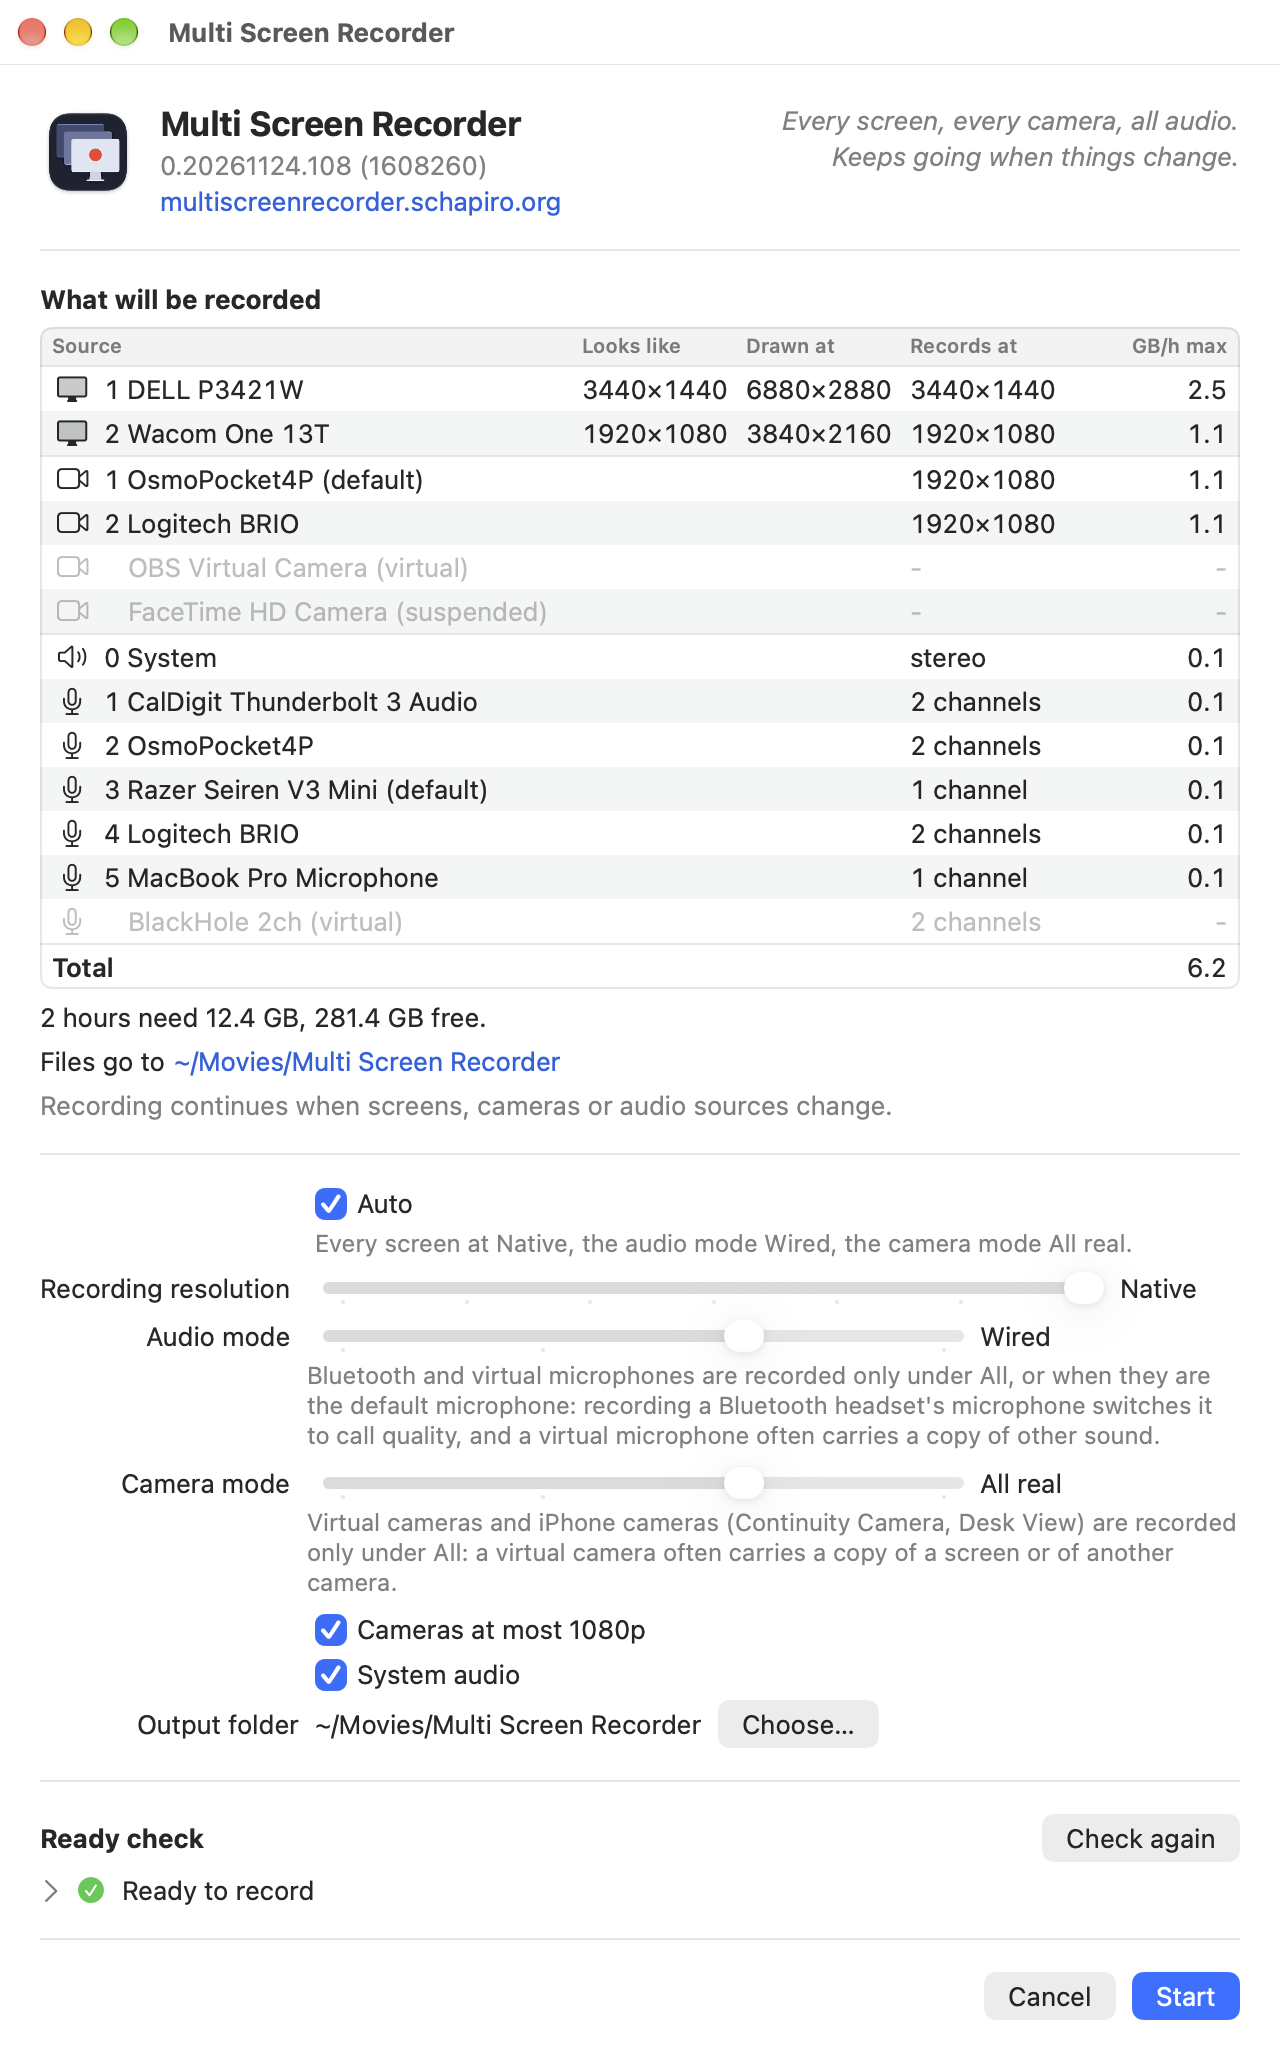 Multi Screen Recorder
Multi Screen Recorder
0.20261124.108 (1608260)
multiscreenrecorder.schapiro.org
Every screen, every camera, all audio.
Keeps going when things change.
What will be recorded
Source Looks like Drawn at Records at GB/h max
1 DELL P3421W 3440×1440 6880×2880 3440×1440 2.5
2 Wacom One 13T 1920×1080 3840×2160 1920×1080 1.1
1 OsmoPocket4P (default) 1920×1080 1.1
2 Logitech BRIO 1920×1080 1.1
OBS Virtual Camera (virtual) - -
FaceTime HD Camera (suspended) - -
0 System stereo 0.1
1 CalDigit Thunderbolt 3 Audio 2 channels 0.1
2 OsmoPocket4P 2 channels 0.1
3 Razer Seiren V3 Mini (default) 1 channel 0.1
4 Logitech BRIO 2 channels 0.1
5 MacBook Pro Microphone 1 channel 0.1
BlackHole 2ch (virtual) 2 channels -
Total 6.2
2 hours need 12.4 GB, 281.4 GB free.
Files go to ~/Movies/Multi Screen Recorder
Recording continues when screens, cameras or audio sources change.
Auto
Every screen at Native, the audio mode Wired, the camera mode All real.
Recording resolution Native
Audio mode Wired
Bluetooth and virtual microphones are recorded only under All, or when they are
the default microphone: recording a Bluetooth headset's microphone switches it
to call quality, and a virtual microphone often carries a copy of other sound.
Camera mode All real
Virtual cameras and iPhone cameras (Continuity Camera, Desk View) are recorded
only under All: a virtual camera often carries a copy of a screen or of another
camera.
Cameras at most 1080p
System audio
Output folder ~/Movies/Multi Screen Recorder Choose...
Ready check Check again
Ready to record
Cancel Start